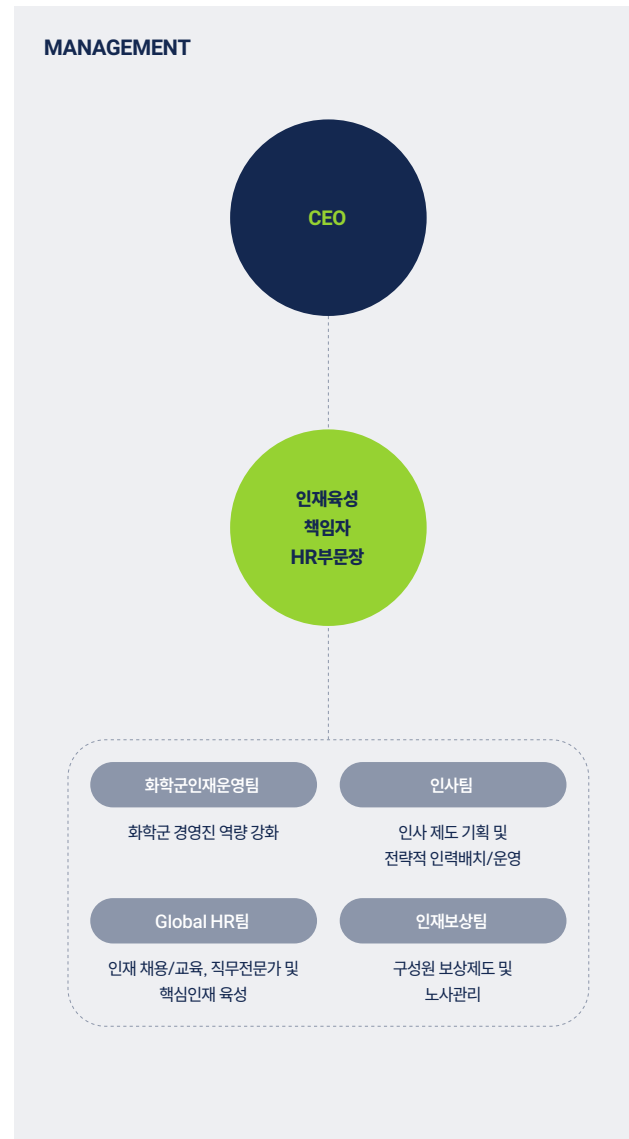 MANAGEMENT
CEO
인재육성
책임자
HR부문장
화학군인재운영팀
화학군 경영진 역량 강화
인사팀
인사 제도 기획 및
전략적 인력배치/운영
Global HR팀
인재 채용/교육, 직무전문가 및
핵심인재 육성
인재보상팀
구성원 보상제도 및
노사관리